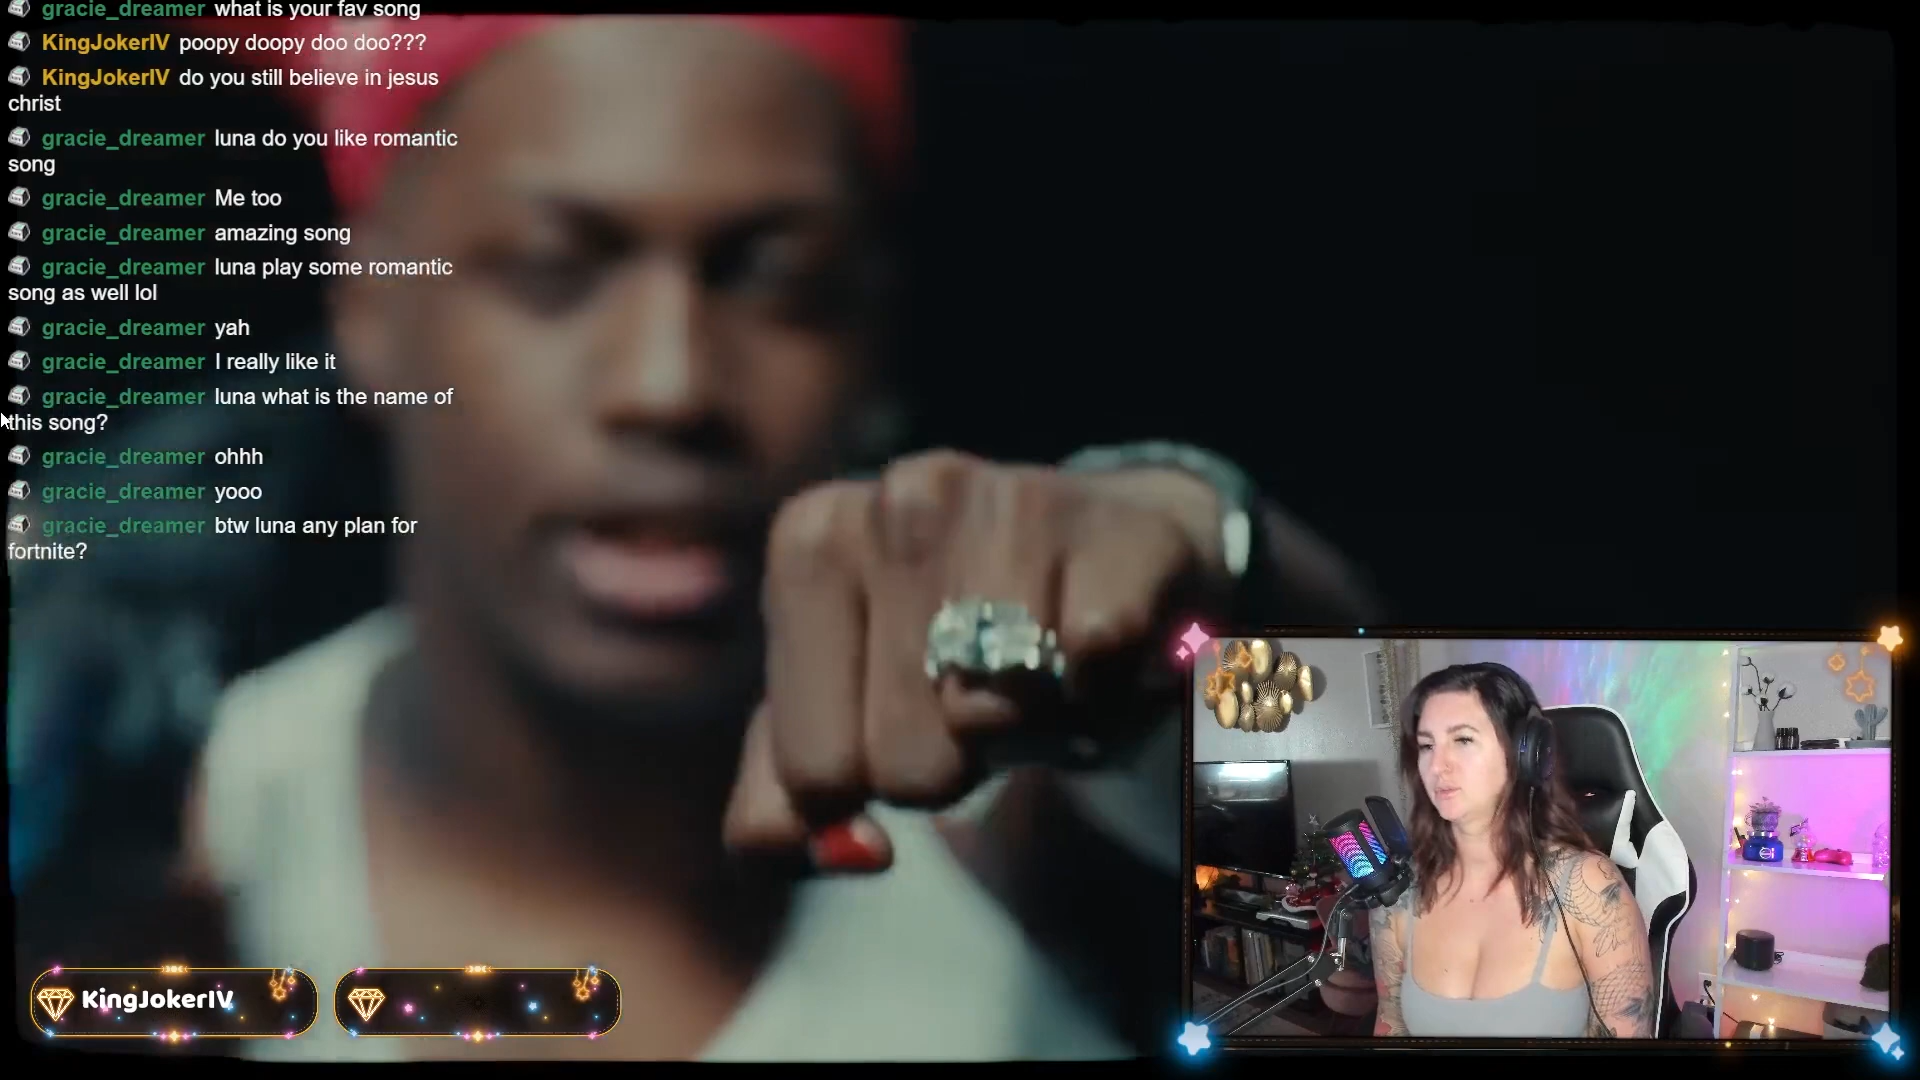 gracie_dreamer what is your fav song
KingJokerIV poopy doopy doo doo???
KingJokerIV do you still believe in jesus
christ
gracie_dreamer luna do you like romantic
song
gracie_dreamer Me too
gracie_dreamer amazing song
gracie_dreamer luna play some romantic
song as well lol
gracie_dreamer yah
gracie_dreamer I really like it
gracie_dreamer luna what is the name of
this song?
gracie_dreamer ohhh
gracie_dreamer yooo
gracie_dreamer btw luna any plan for
fortnite?
KingJokerIV